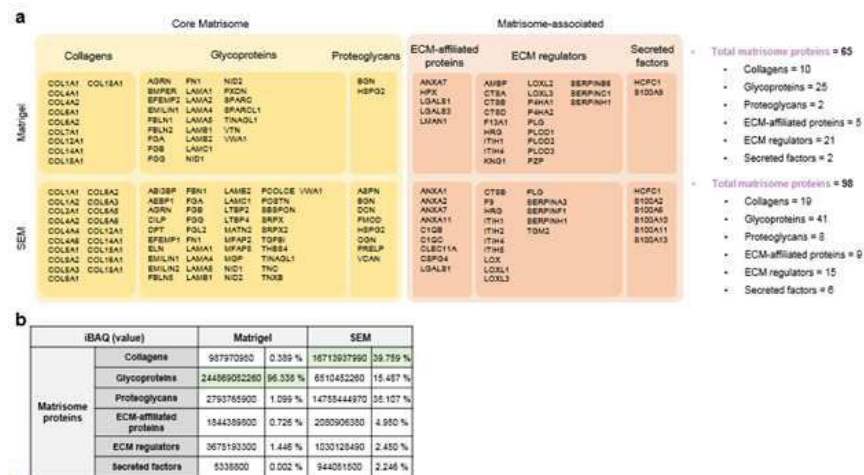 a
Core Matrisome
Matrisome-associated
Collagens
Glycoproteins
Proteoglycans
ECM-affiliated proteins
ECM regulators
Secreted factors
Matrigel
COL1A1 COL18A1
COL4A1
COL4A2
COL5A1
COL6A2
COL7A1
COL12A1
COL14A1
COL15A1
AGRN FN1 NID2
BMPER LAMA1 PXDN
EFEMP2 LAMA2 SPARC
EMILIN1 LAMA4 SPARCL1
FBLN1 LAMA5 TINAGL1
FBLN2 LAMB1 VTN
FGA LAMB2 VWA1
FGB LAMC1
FGG NID1
BGN
HSPG2
ANXA7
HPX
LGALS1
LGALS3
LMAN1
AMBP LOXL2 SERPINB6
CTSA LOXL3 SERPINC1
CTSB P4HA1 SERPINH1
CTSD P4HA2
F13A1 PLG
HRG PLOD1
ITIH1 PLOD2
ITIH4 PLOD3
KNG1 PZP
HCFC1
S100A9
SEM
COL1A1 COL6A2
COL1A2 COL6A3
COL3A1 COL6A5
COL4A2 COL6A6
COL4A4 COL12A1
COL4A6 COL14A1
COL5A1 COL15A1
COL5A2 COL16A1
COL5A3 COL18A1
COL6A1
ABI3BP FBN1 LAMB2 PCOLCE VWA1
AEBP1 FGA LAMC1 POSTN
AGRN FGB LTBP2 SBSPON
CILP FGG LTBP4 SRPX
DPT FGL2 MATN2 SRPX2
EFEMP1 FN1 MFAP2 TGFBI
ELN LAMA1 MFAP5 THBS4
EMILIN1 LAMA4 MGP TINAGL1
EMILIN2 LAMA5 NID1 TNC
FBLN5 LAMB1 NID2 TNXB
ASPN
BGN
DCN
FMOD
HSPG2
OGN
PRELP
VCAN
ANXA1
ANXA2
ANXA7
ANXA11
C1QB
C1QC
CLEC11A
CSPG4
LGALS1
CTSB PLG
F9 SERPINA3
HRG SERPINF1
ITIH1 SERPINH1
ITIH2 TGM2
ITIH4
ITIH5
LOX
LOXL1
LOXL3
HCFC1
S100A2
S100A6
S100A10
S100A11
S100A13
• Total matrisome proteins = 65
• Collagens = 10
• Glycoproteins = 25
• Proteoglycans = 2
• ECM-affiliated proteins = 5
• ECM regulators = 21
• Secreted factors = 2
• Total matrisome proteins = 98
• Collagens = 19
• Glycoproteins = 41
• Proteoglycans = 8
• ECM-affiliated proteins = 9
• ECM regulators = 15
• Secreted factors = 6
b
iBAQ (value) Matrigel SEM
Matrisome proteins
Collagens 987970980 0.389 % 16713937990 39.759 %
Glycoproteins 244869052260 96.338 % 6510452260 15.487 %
Proteoglycans 2793765900 1.099 % 14758444970 35.107 %
ECM-affiliated proteins 1844389800 0.726 % 2080906380 4.950 %
ECM regulators 3675193300 1.446 % 1030128490 2.450 %
Secreted factors 5338800 0.002 % 944051500 2.246 %